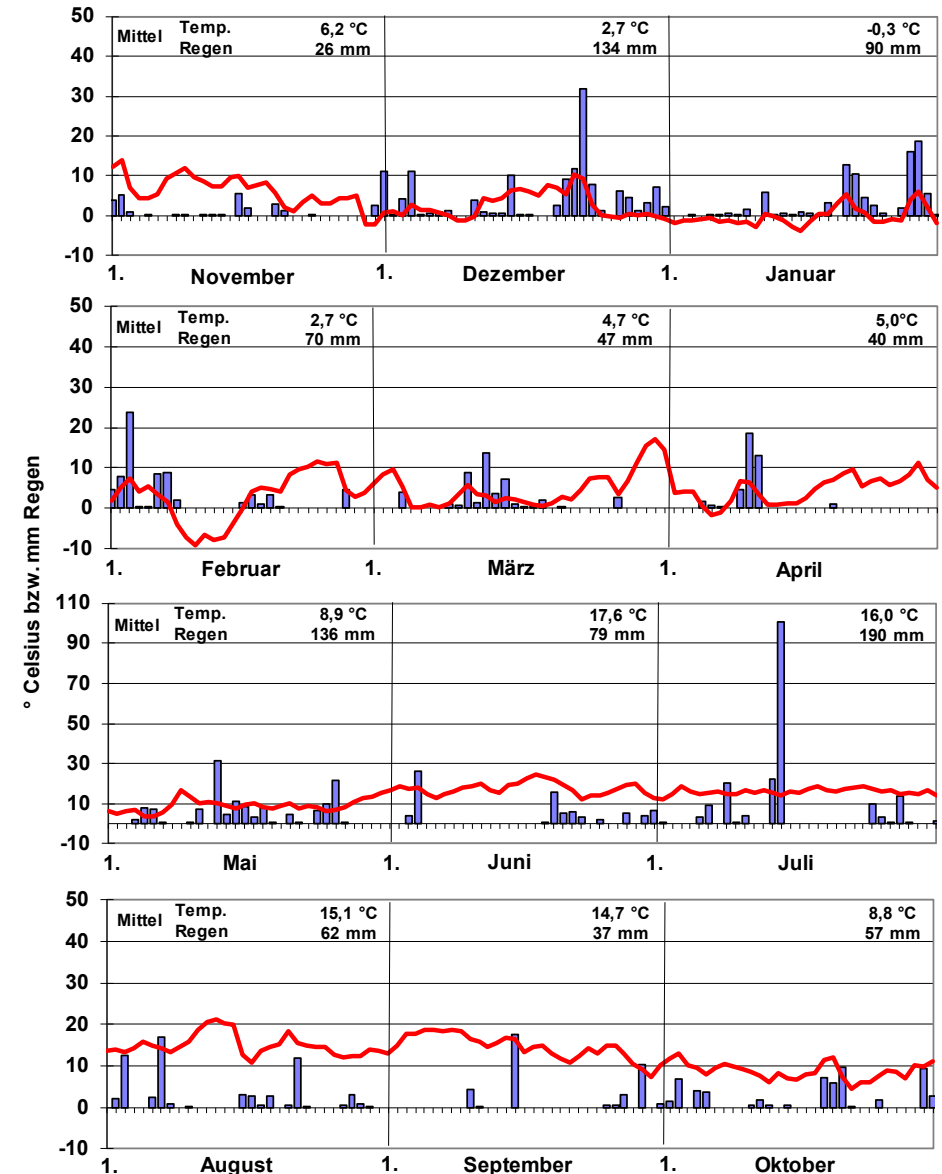 ° Celsius bzw. mm Regen
50
40
30
20
10
0
-10
Mittel Temp. 6,2 °C 2,7 °C -0,3 °C
Regen 26 mm 134 mm 90 mm
1. November 1. Dezember 1. Januar
50
40
30
20
10
0
-10
Mittel Temp. 2,7 °C 4,7 °C 5,0°C
Regen 70 mm 47 mm 40 mm
1. Februar 1. März 1. April
110
90
70
50
30
10
-10
Mittel Temp. 8,9 °C 17,6 °C 16,0 °C
Regen 136 mm 79 mm 190 mm
1. Mai 1. Juni 1. Juli
50
40
30
20
10
0
-10
Mittel Temp. 15,1 °C 14,7 °C 8,8 °C
Regen 62 mm 37 mm 57 mm
1. August 1. September 1. Oktober